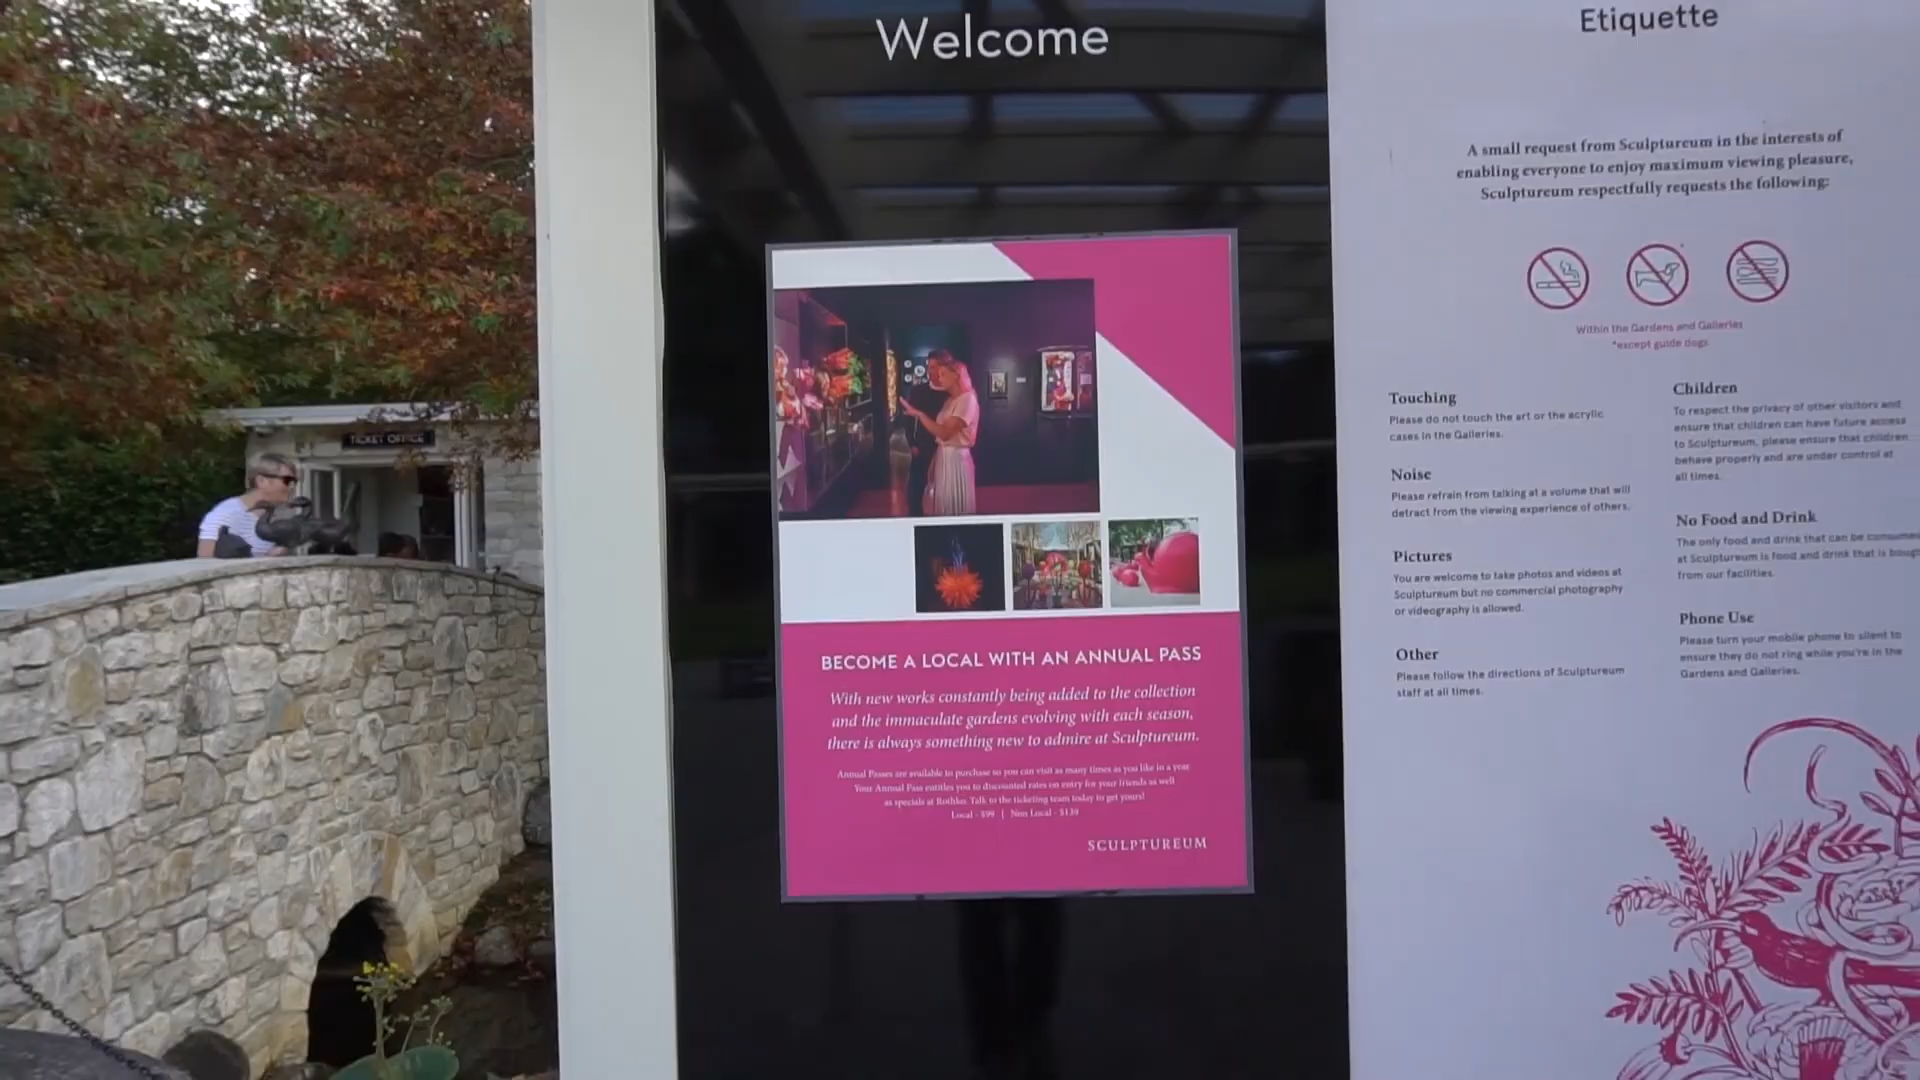 TICKET OFFICE
Welcome
BECOME A LOCAL WITH AN ANNUAL PASS
With new works constantly being added to the collection
and the immaculate gardens evolving with each season,
there is always something new to admire at Sculptureum.
Annual Passes are available to purchase so you can visit as many times as you like in a year
Your Annual Pass entitles you to discounted rates on entry for your friends as well
as specials at Rothko. Talk to the ticketing team today to get yours!
Local - $99 | Non Local - $139
SCULPTUREUM
Etiquette
A small request from Sculptureum in the interests of
enabling everyone to enjoy maximum viewing pleasure,
Sculptureum respectfully requests the following:
Within the Gardens and Galleries
*except guide dogs
Touching
Please do not touch the art or the acrylic
cases in the Galleries.
Noise
Please refrain from talking at a volume that will
detract from the viewing experience of others.
Pictures
You are welcome to take photos and videos at
Sculptureum but no commercial photography
or videography is allowed.
Other
Please follow the directions of Sculptureum
staff at all times.
Children
To respect the privacy of other visitors and
ensure that children can have future access
to Sculptureum, please ensure that children
behave properly and are under control at
all times.
No Food and Drink
The only food and drink that can be consumed
at Sculptureum is food and drink that is bough
from our facilities.
Phone Use
Please turn your mobile phone to silent to
ensure they do not ring while you're in the
Gardens and Galleries.